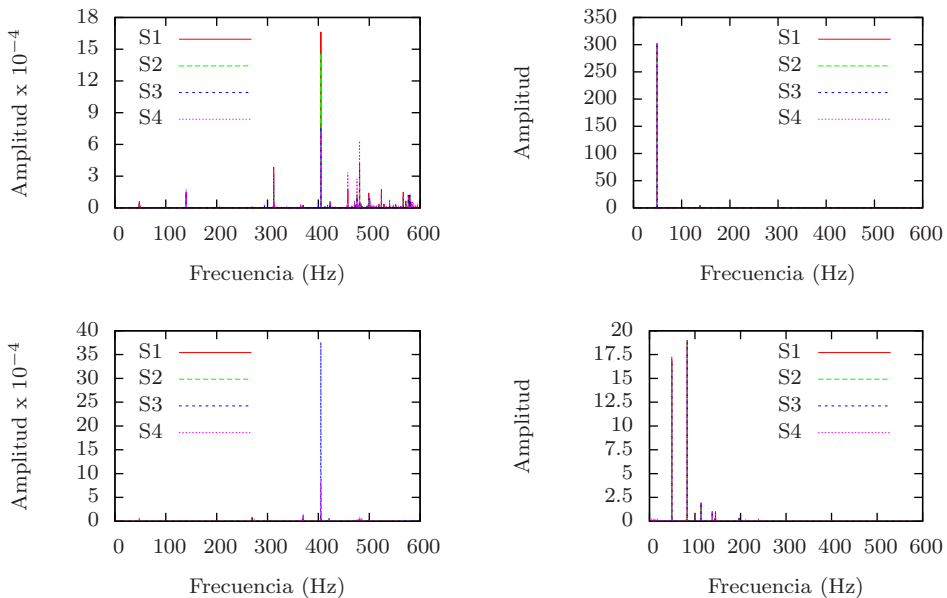 Amplitud x 10−4
18
15
12
9
6
3
0
S1
S2
S3
S4
0 100 200 300 400 500 600
Frecuencia (Hz)
Amplitud
350
300
250
200
150
100
50
0
S1
S2
S3
S4
0 100 200 300 400 500 600
Frecuencia (Hz)
Amplitud x 10−4
40
35
30
25
20
15
10
5
0
S1
S2
S3
S4
0 100 200 300 400 500 600
Frecuencia (Hz)
Amplitud
20
17.5
15
12.5
10
7.5
5
2.5
0
S1
S2
S3
S4
0 100 200 300 400 500 600
Frecuencia (Hz)